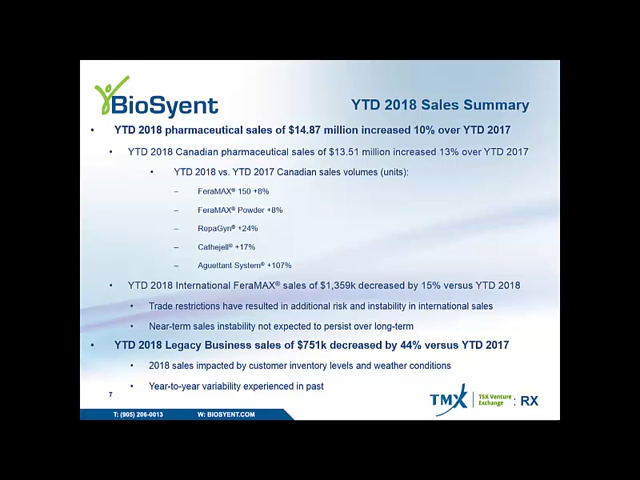 BioSyent
YTD 2018 Sales Summary
• YTD 2018 pharmaceutical sales of $14.87 million increased 10% over YTD 2017
• YTD 2018 Canadian pharmaceutical sales of $13.51 million increased 13% over YTD 2017
• YTD 2018 vs. YTD 2017 Canadian sales volumes (units):
– FeraMAX® 150 +8%
– FeraMAX® Powder +8%
– RepaGyn® +24%
– Cathejell® +17%
– Aguettant System® +107%
• YTD 2018 International FeraMAX® sales of $1,359k decreased by 15% versus YTD 2018
• Trade restrictions have resulted in additional risk and instability in international sales
• Near-term sales instability not expected to persist over long-term
• YTD 2018 Legacy Business sales of $751k decreased by 44% versus YTD 2017
• 2018 sales impacted by customer inventory levels and weather conditions
• Year-to-year variability experienced in past
7
TMX TSX Venture Exchange : RX
T: (905) 206-0013 W: BIOSYENT.COM